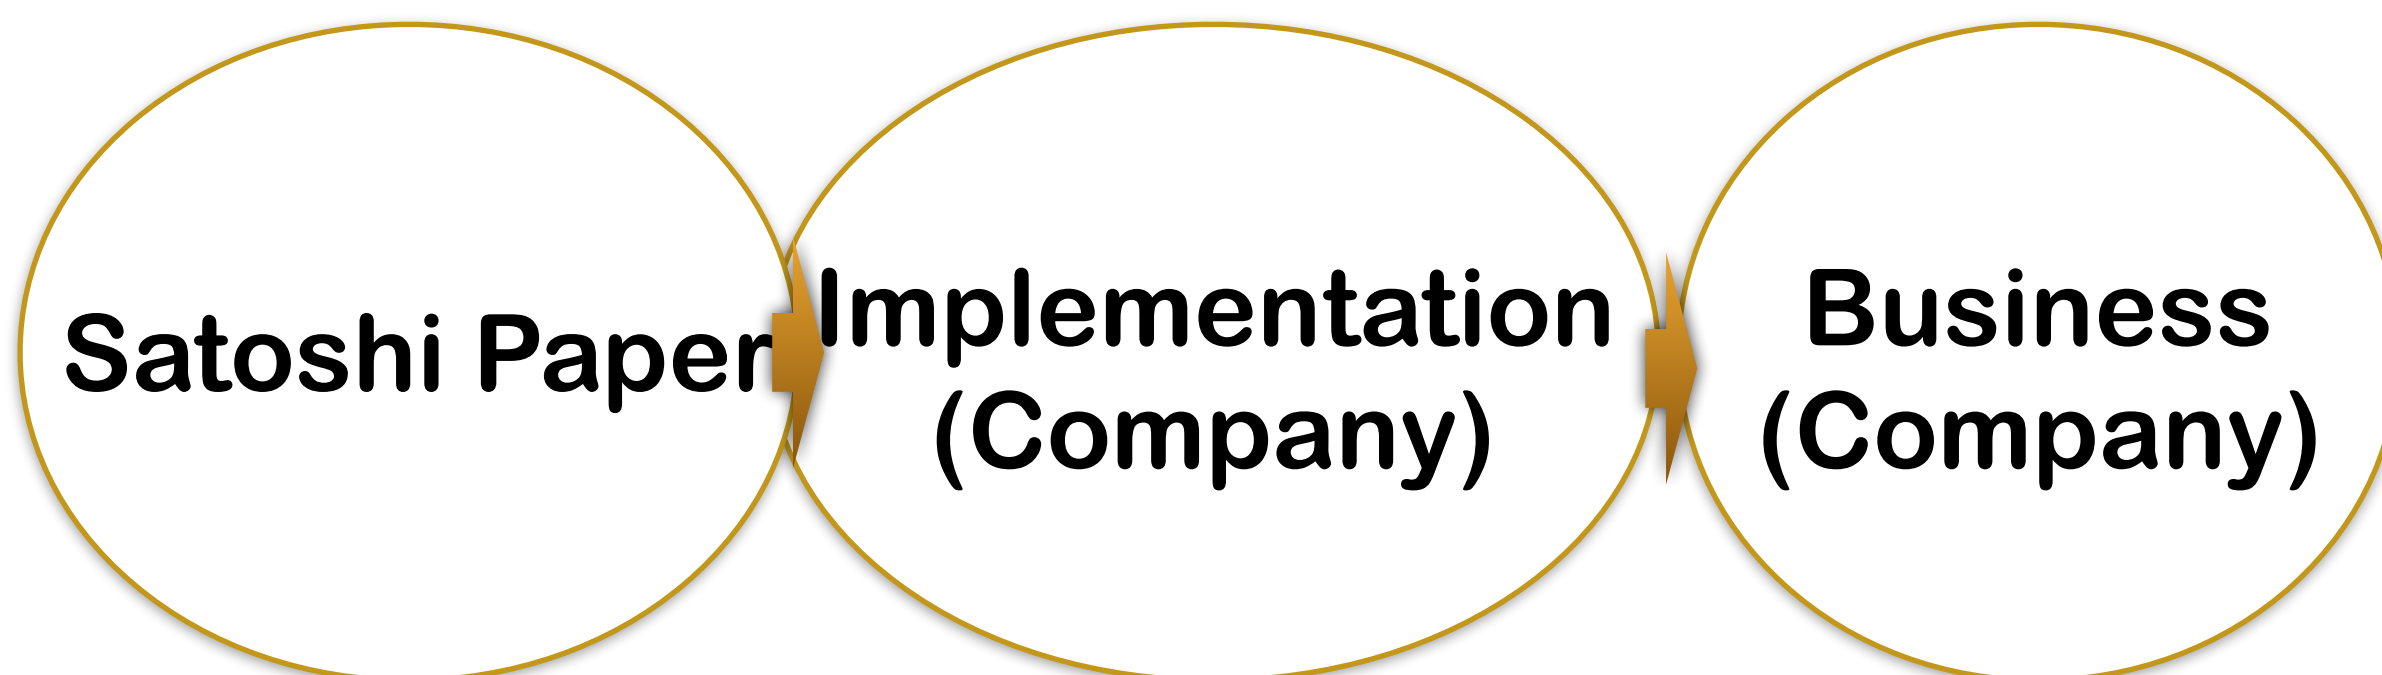 Satoshi Paper
Implementation
(Company)
Business
(Company)